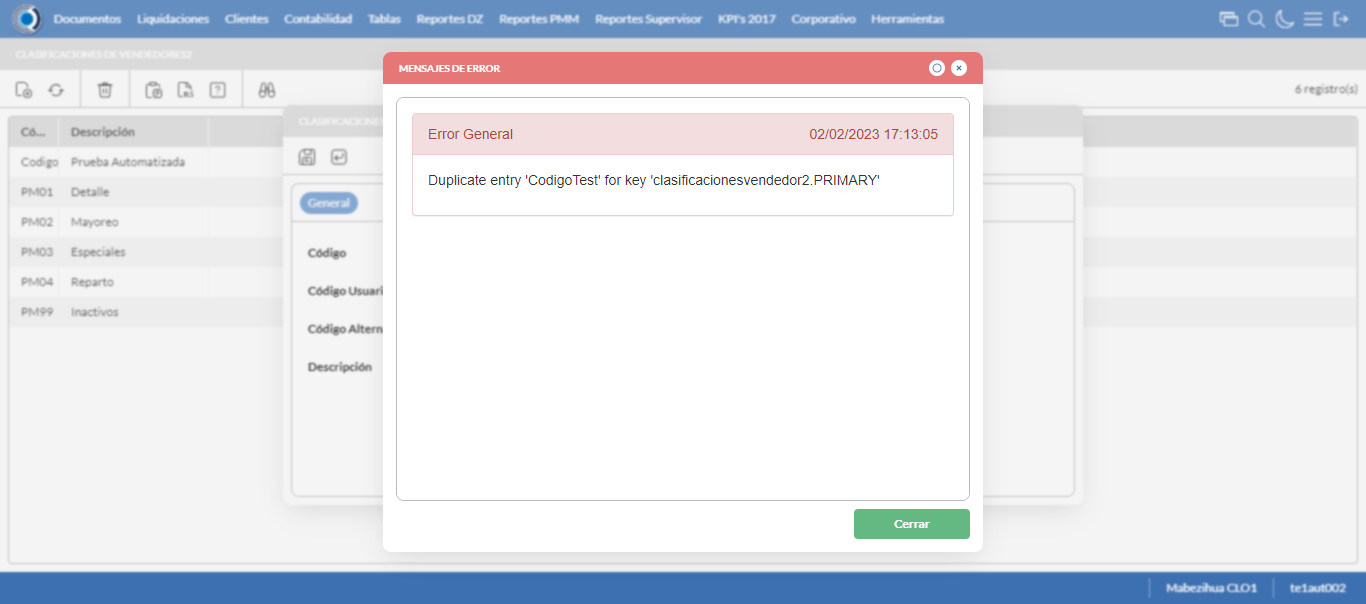 Documentos Liquidaciones Clientes Contabilidad Tablas Reportes DZ Reportes PMM Reportes Supervisor KPI's 2017 Corporativo Herramientas
CLASIFICACIONES DE VENDEDORES2
6 registro(s)
MENSAJES DE ERROR
Error General 02/02/2023 17:13:05
Duplicate entry 'CodigoTest' for key 'clasificacionesvendedor2.PRIMARY'
Cerrar
CLASIFICACIONES
General
Código
Código Usuari
Código Altern
Descripción
Có... Descripción
Codigo Prueba Automatizada
PM01 Detalle
PM02 Mayoreo
PM03 Especiales
PM04 Reparto
PM99 Inactivos
Mabezihua CLO1 te1aut002